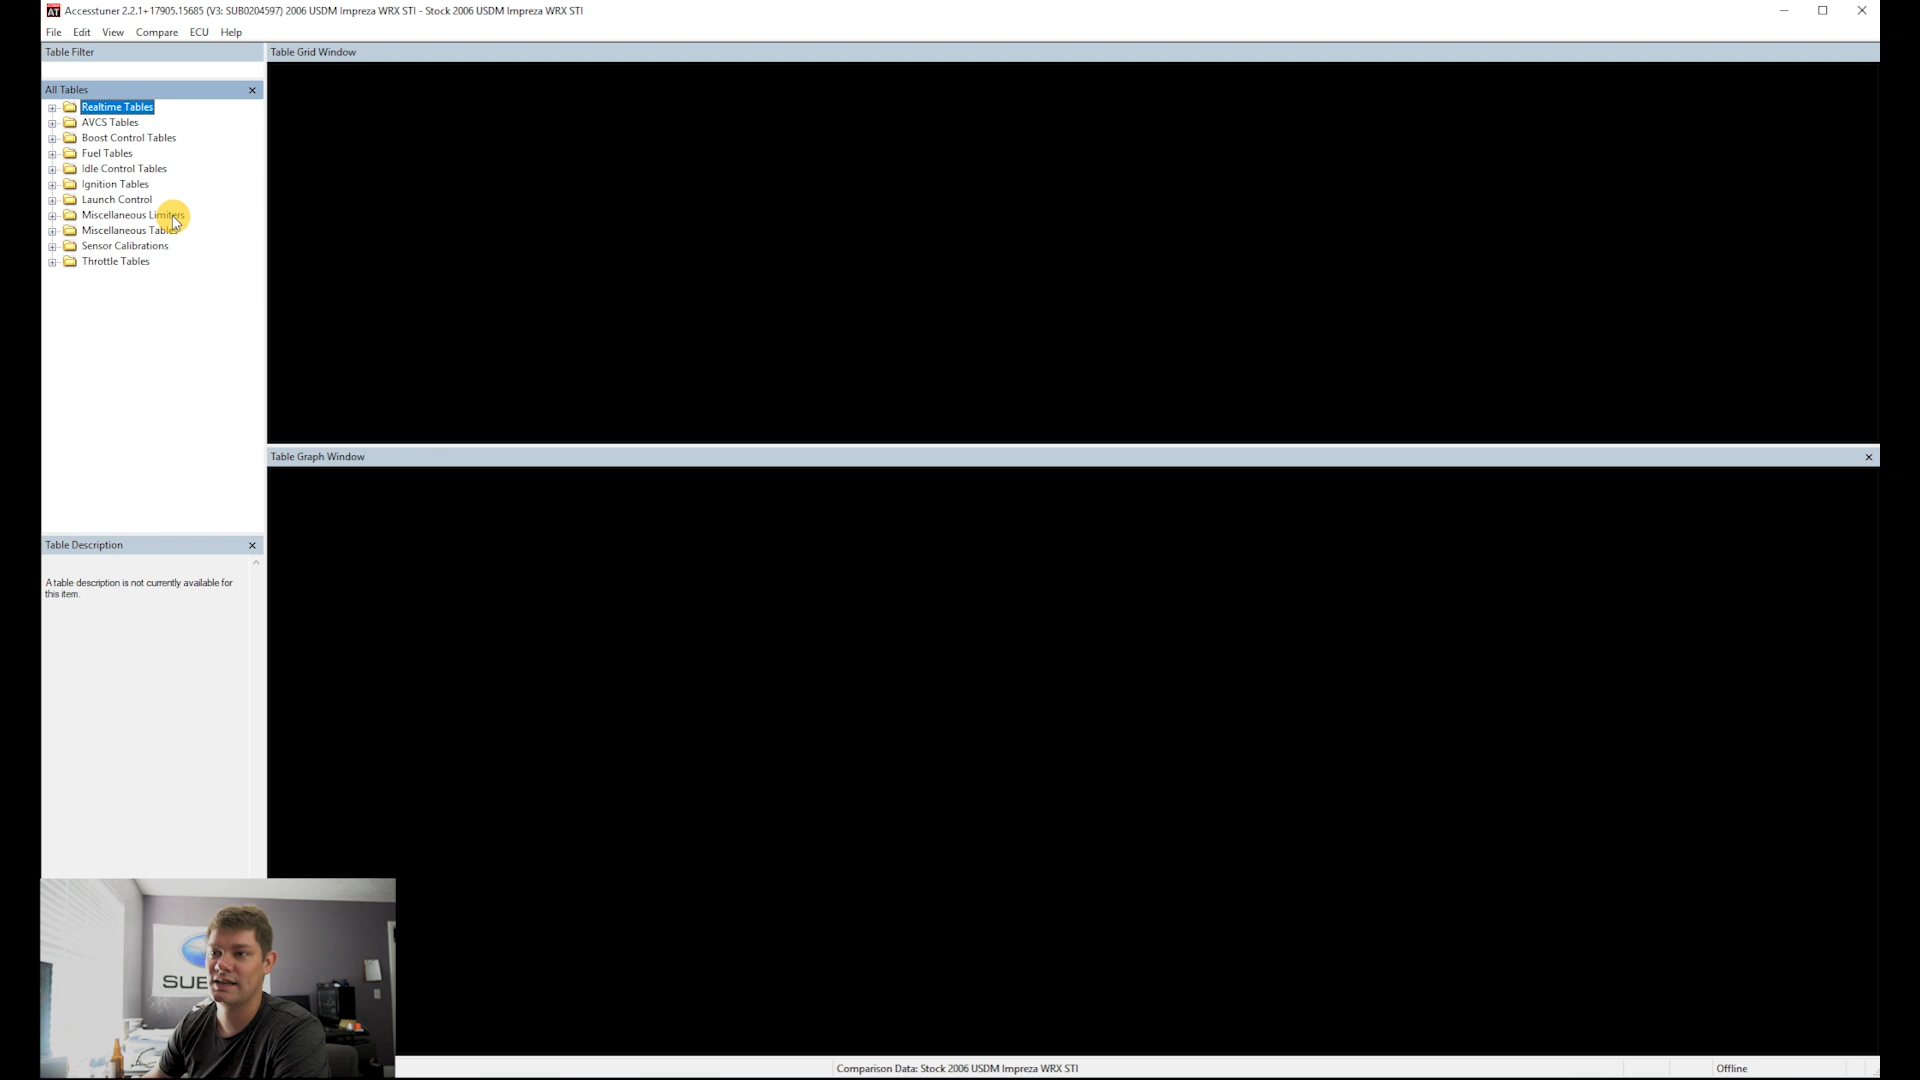 Accesstuner 2.2.1+17905.15685 (V3: SUB0204597) 2006 USDM Impreza WRX STI - Stock 2006 USDM Impreza WRX STI
File Edit View Compare ECU Help
Table Filter
Table Grid Window
All Tables
Realtime Tables
AVCS Tables
Boost Control Tables
Fuel Tables
Idle Control Tables
Ignition Tables
Launch Control
Miscellaneous Limiters
Miscellaneous Tables
Sensor Calibrations
Throttle Tables
Table Graph Window
Table Description
A table description is not currently available for
this item.
SUB
Comparison Data: Stock 2006 USDM Impreza WRX STI
Offline